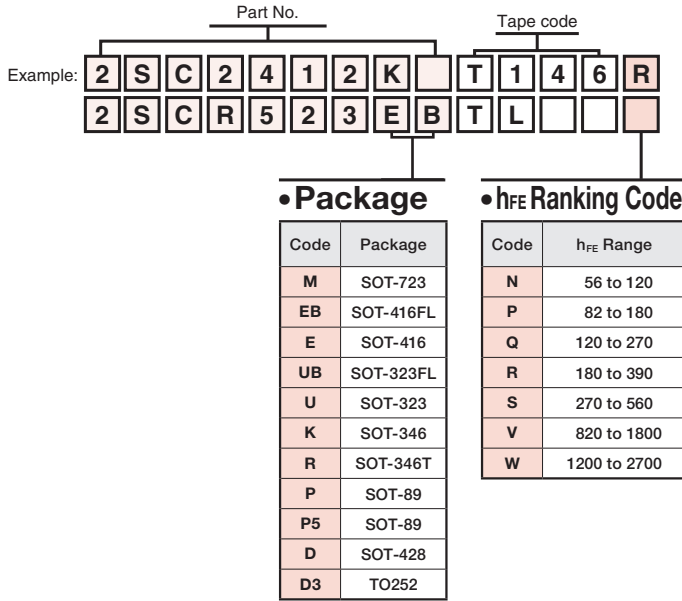 Part No.
Tape code
Example: 2 S C 2 4 1 2 K T 1 4 6 R
2 S C R 5 2 3 E B T L
• Package
Code Package
M SOT-723
EB SOT-416FL
E SOT-416
UB SOT-323FL
U SOT-323
K SOT-346
R SOT-346T
P SOT-89
P5 SOT-89
D SOT-428
D3 TO252
• hFE Ranking Code
Code hFE Range
N 56 to 120
P 82 to 180
Q 120 to 270
R 180 to 390
S 270 to 560
V 820 to 1800
W 1200 to 2700